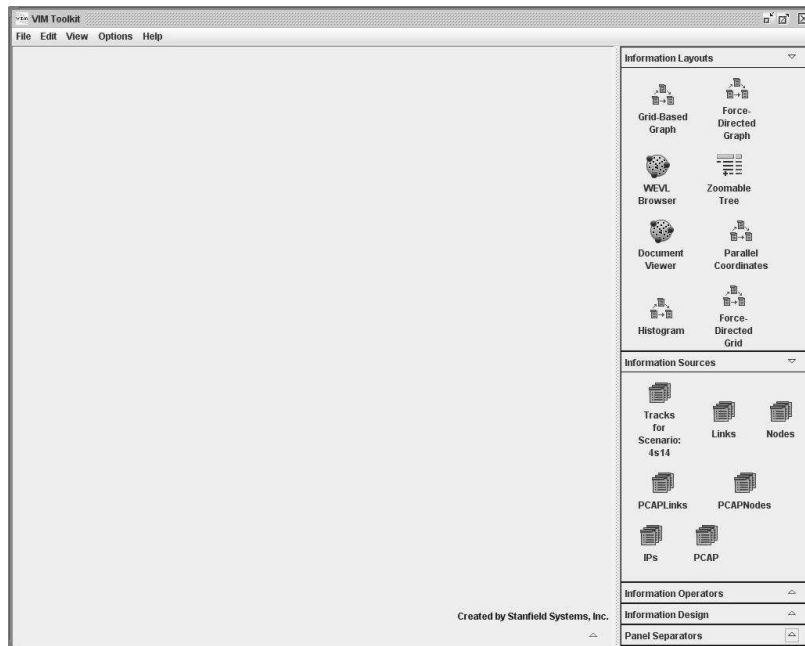 vim VIM Toolkit
File Edit View Options Help
Information Layouts
Grid-Based
Graph
Force-
Directed
Graph
WEVL
Browser
Zoomable
Tree
Document
Viewer
Parallel
Coordinates
Histogram
Force-
Directed
Grid
Information Sources
Tracks
for
Scenario:
4s14
Links
Nodes
PCAPLinks
PCAPNodes
IPs
PCAP
Created by Stanfield Systems, Inc.
Information Operators
Information Design
Panel Separators